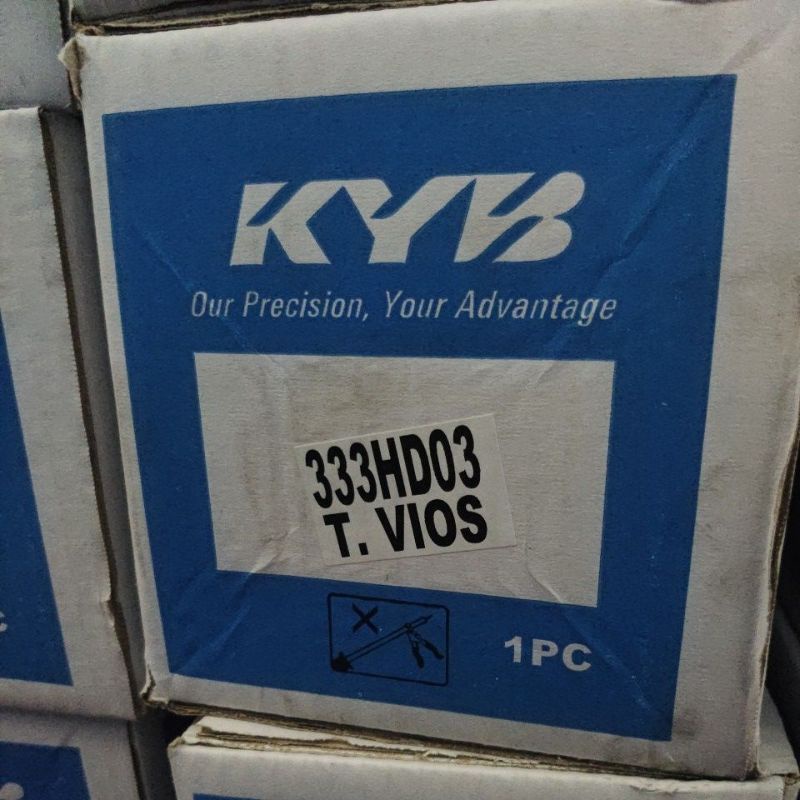 KYB
Our Precision, Your Advantage
333HD03
T. VIOS
1PC